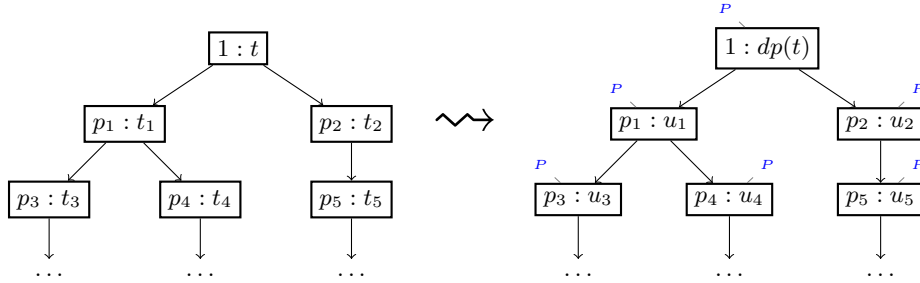 P
1 : t
1 : dp(t)
P
P
p₁ : t₁
p₂ : t₂
p₁ : u₁
p₂ : u₂
P
P
P
p₃ : t₃
p₄ : t₄
p₅ : t₅
p₃ : u₃
p₄ : u₄
p₅ : u₅
...
...
...
...
...
...